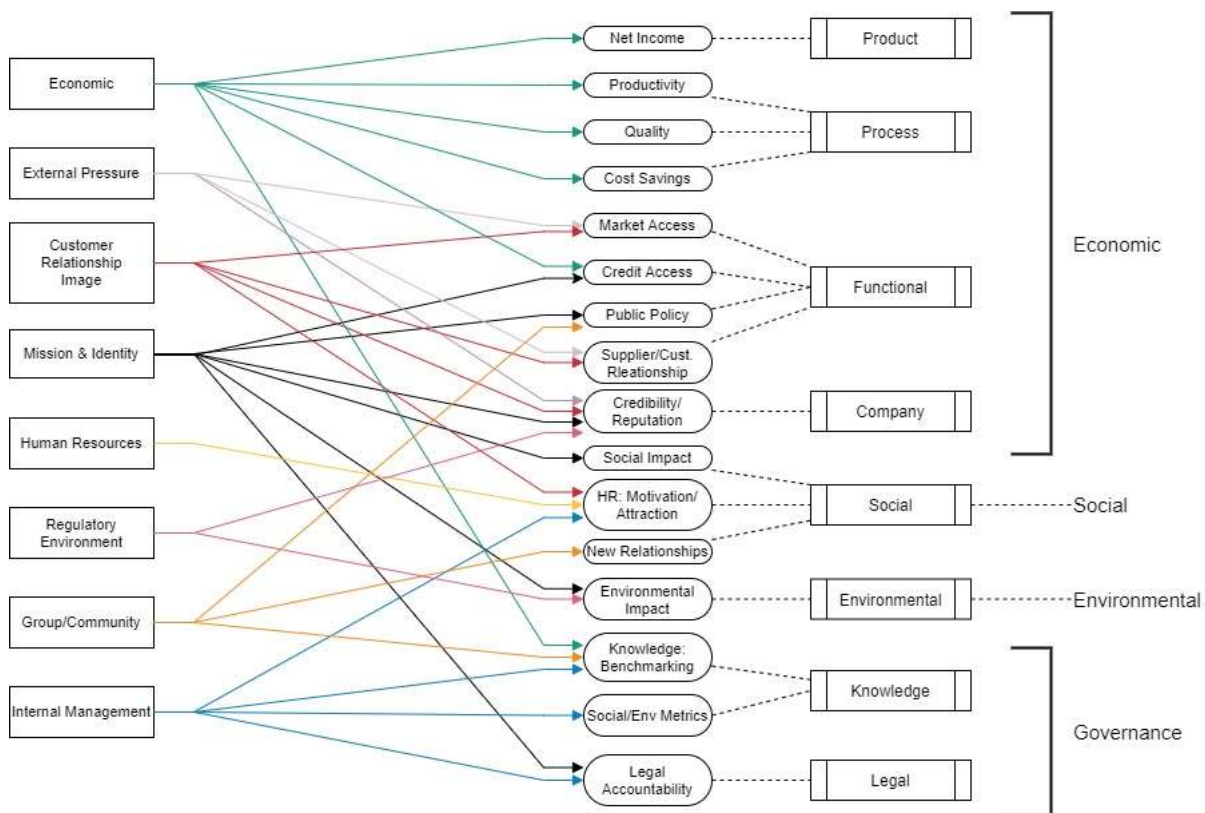 Economic
External Pressure
Customer
Relationship
Image
Mission & Identity
Human Resources
Regulatory
Environment
Group/Community
Internal Management
Net Income
Productivity
Quality
Cost Savings
Market Access
Credit Access
Public Policy
Supplier/Cust.
Rleationship
Credibility/
Reputation
Social Impact
HR: Motivation/
Attraction
New Relationships
Environmental
Impact
Knowledge:
Benchmarking
Social/Env Metrics
Legal
Accountability
Product
Process
Functional
Company
Social
Environmental
Knowledge
Legal
Economic
Social
Environmental
Governance